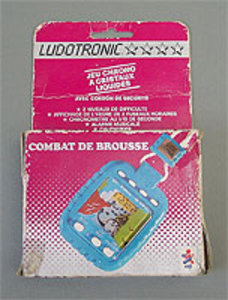 LUDOTRONIC
JEU CHRONO
A CRISTAUX
LIQUIDES
AVEC CORDON DE SECURITE
• 2 NIVEAUX DE DIFFICULTE
• AFFICHAGE DE L'HEURE DE 2 FUSEAUX HORAIRES
• CHRONOMETRE AU 1/10 DE SECONDE
• ALARME MUSICALE
COMBAT DE BROUSSE